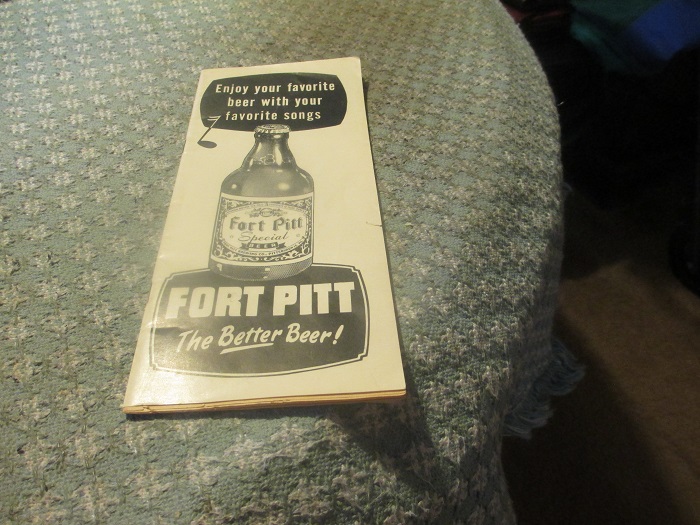 Enjoy your favorite
beer with your
favorite songs
Fort Pitt
Special
BEER
FORT PITT
The Better Beer!